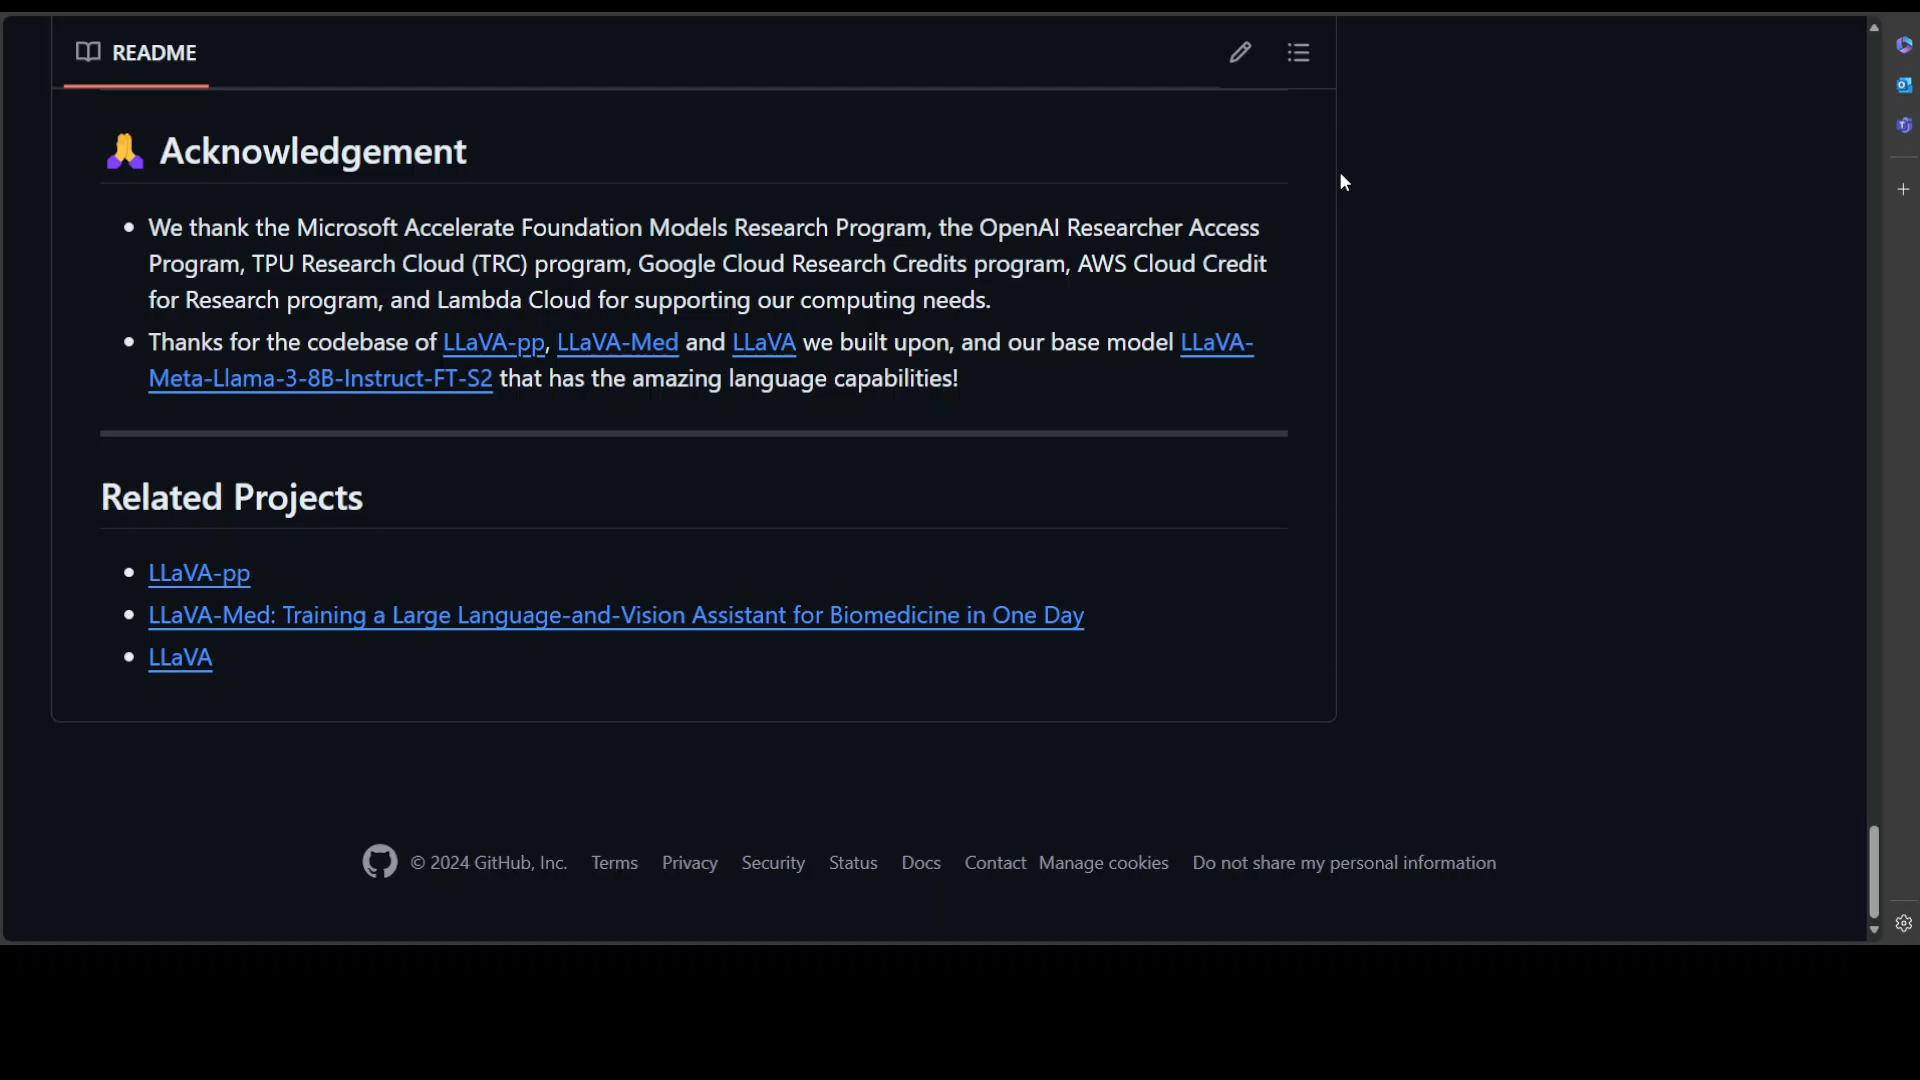 README
🙏 Acknowledgement
• We thank the Microsoft Accelerate Foundation Models Research Program, the OpenAI Researcher Access
Program, TPU Research Cloud (TRC) program, Google Cloud Research Credits program, AWS Cloud Credit
for Research program, and Lambda Cloud for supporting our computing needs.
• Thanks for the codebase of LLaVA-pp, LLaVA-Med and LLaVA we built upon, and our base model LLaVA-
Meta-Llama-3-8B-Instruct-FT-S2 that has the amazing language capabilities!
Related Projects
• LLaVA-pp
• LLaVA-Med: Training a Large Language-and-Vision Assistant for Biomedicine in One Day
• LLaVA
© 2024 GitHub, Inc. Terms Privacy Security Status Docs Contact Manage cookies Do not share my personal information